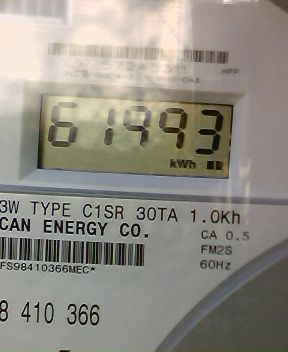 61993
kWh
3W TYPE C1SR 30TA 1.0Kh
CAN ENERGY CO.
CA 0.5
FM2S
60Hz
FS98410366MEC*
8 410 366